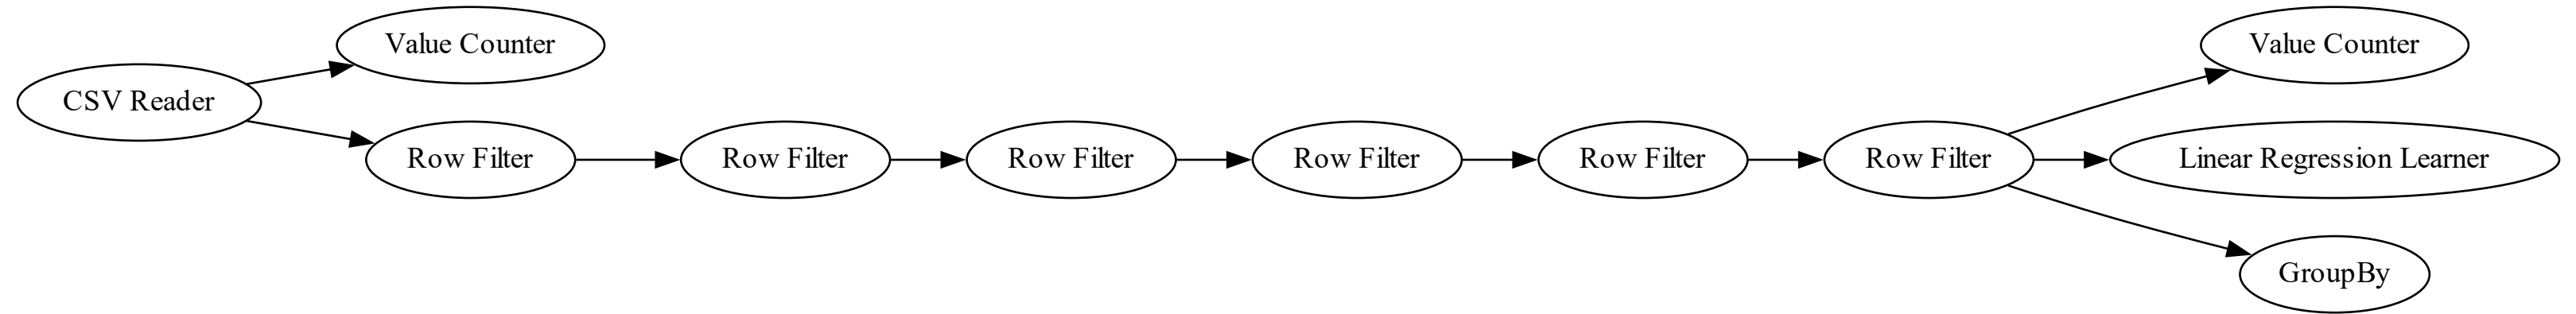 Value Counter
CSV Reader
Row Filter
Row Filter
Row Filter
Row Filter
Row Filter
Row Filter
Value Counter
Linear Regression Learner
GroupBy